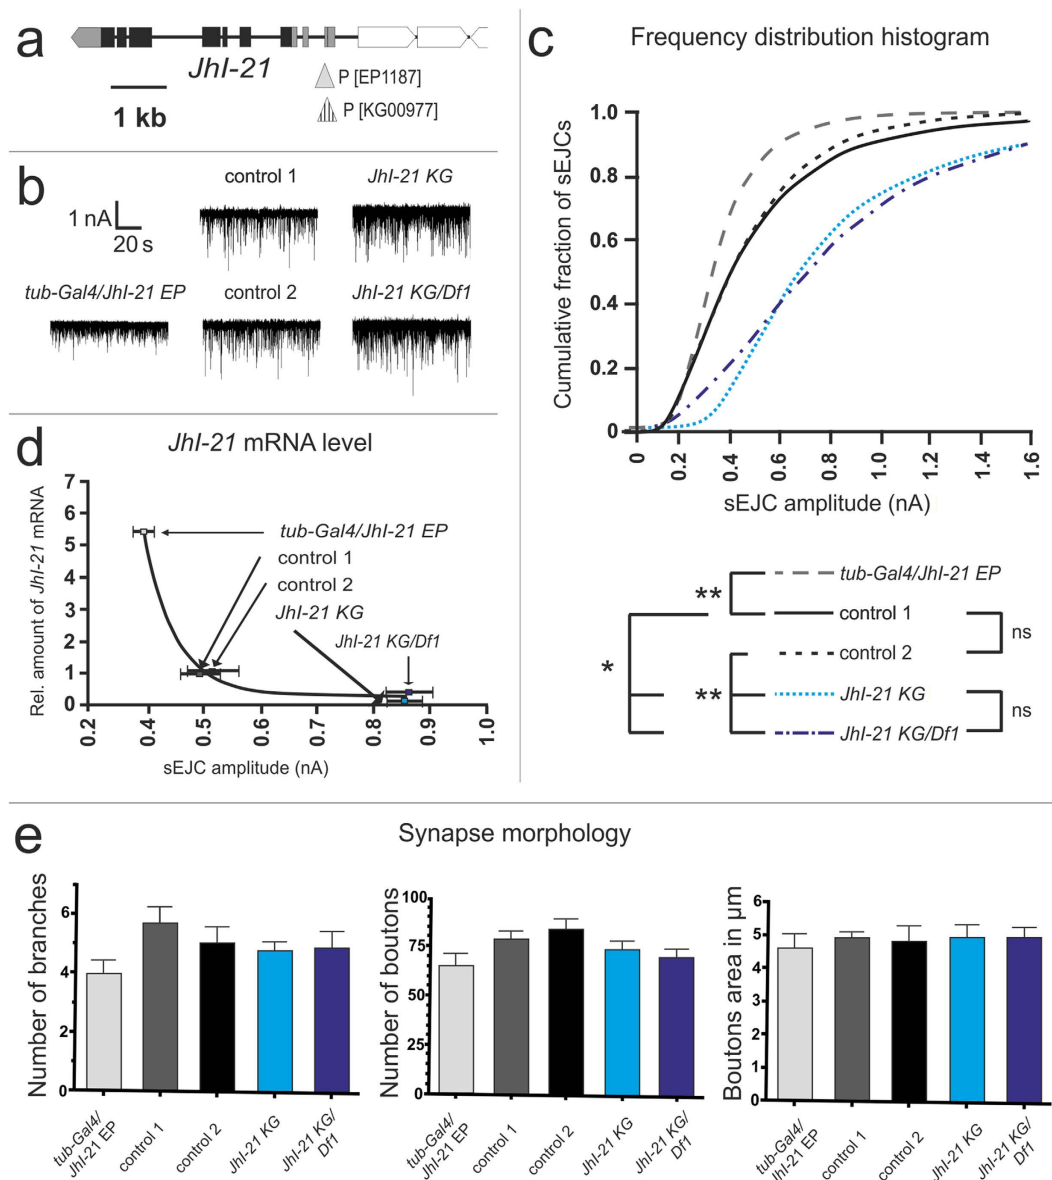 a
JhI-21
P [EP1187]
P [KG00977]
1 kb
b
control 1
JhI-21 KG
1 nA
20 s
tub-Gal4/JhI-21 EP
control 2
JhI-21 KG/Df1
c
Frequency distribution histogram
Cumulative fraction of sEJCs
1.0
0.8
0.6
0.4
0.2
0
0
0.2
0.4
0.6
0.8
1.0
1.2
1.4
1.6
sEJC amplitude (nA)
tub-Gal4/JhI-21 EP
**
control 1
ns
control 2
*
**
JhI-21 KG
ns
JhI-21 KG/Df1
d
JhI-21 mRNA level
Rel. amount of JhI-21 mRNA
7
6
5
4
3
2
1
0
tub-Gal4/JhI-21 EP
control 1
control 2
JhI-21 KG
JhI-21 KG/Df1
0.2
0.4
0.5
0.6
0.7
0.8
0.9
1.0
sEJC amplitude (nA)
e
Synapse morphology
Number of branches
6
4
2
0
tub-Gal4/
JhI-21 EP
control 1
control 2
JhI-21 KG
JhI-21 KG/
Df1
Number of boutons
100
75
50
25
0
tub-Gal4/
JhI-21 EP
control 1
control 2
JhI-21 KG
JhI-21 KG/
Df1
Boutons area in µm
6
5
4
3
2
1
0
tub-Gal4/
JhI-21 EP
control 1
control 2
JhI-21 KG
JhI-21 KG/
Df1